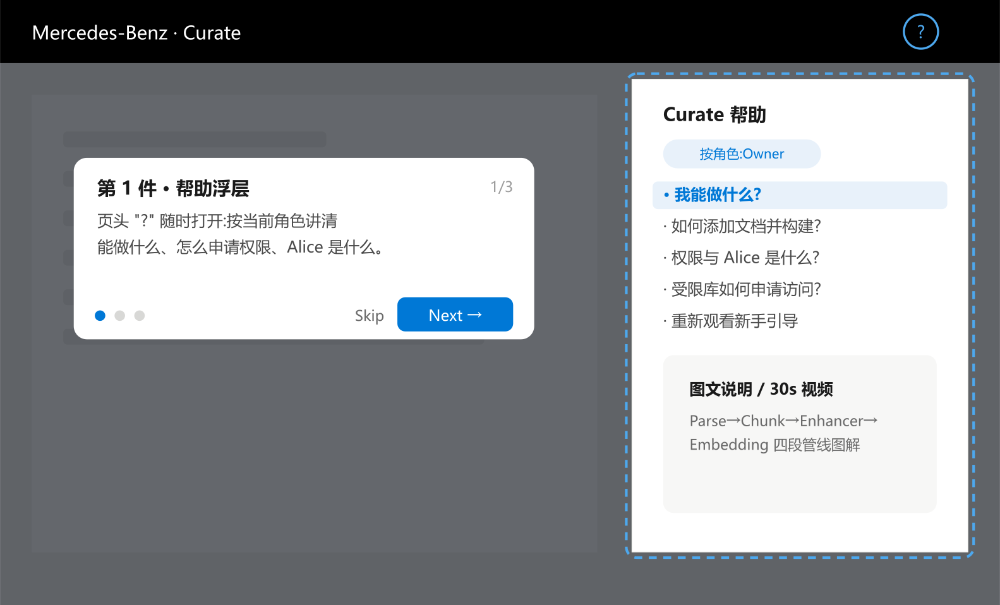 Mercedes-Benz · Curate
?
第 1 件 · 帮助浮层
1/3
页头 "?" 随时打开:按当前角色讲清
能做什么、怎么申请权限、Alice 是什么。
Skip
Next →
Curate 帮助
按角色:Owner
· 我能做什么?
· 如何添加文档并构建?
· 权限与 Alice 是什么?
· 受限库如何申请访问?
· 重新观看新手引导
图文说明 / 30s 视频
Parse→Chunk→Enhancer→
Embedding 四段管线图解